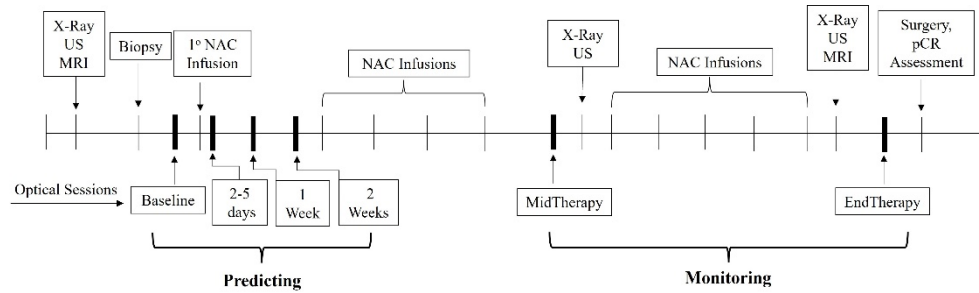 X-Ray
US
MRI
Biopsy
1º NAC
Infusion
NAC Infusions
X-Ray
US
NAC Infusions
X-Ray
US
MRI
Surgery,
pCR
Assessment
Optical Sessions
Baseline
2-5
days
1
Week
2
Weeks
MidTherapy
EndTherapy
Predicting
Monitoring